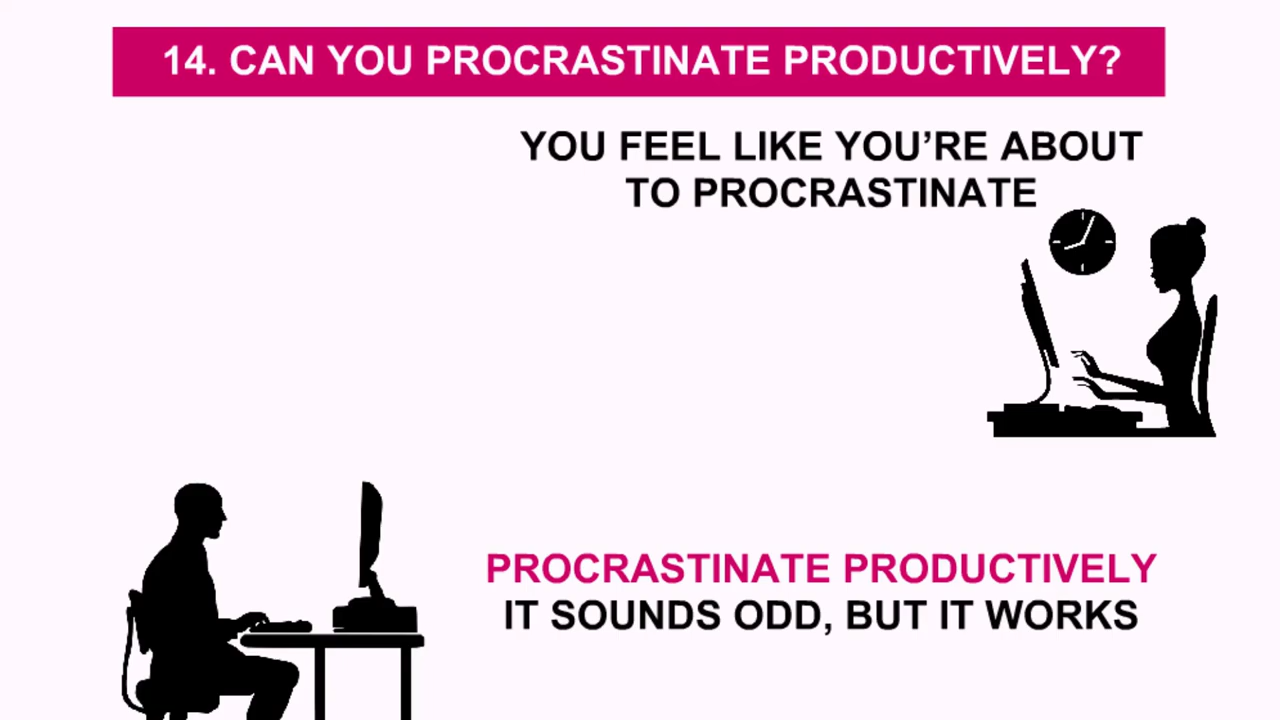 14. CAN YOU PROCRASTINATE PRODUCTIVELY?
YOU FEEL LIKE YOU’RE ABOUT
TO PROCRASTINATE
PROCRASTINATE PRODUCTIVELY
IT SOUNDS ODD, BUT IT WORKS